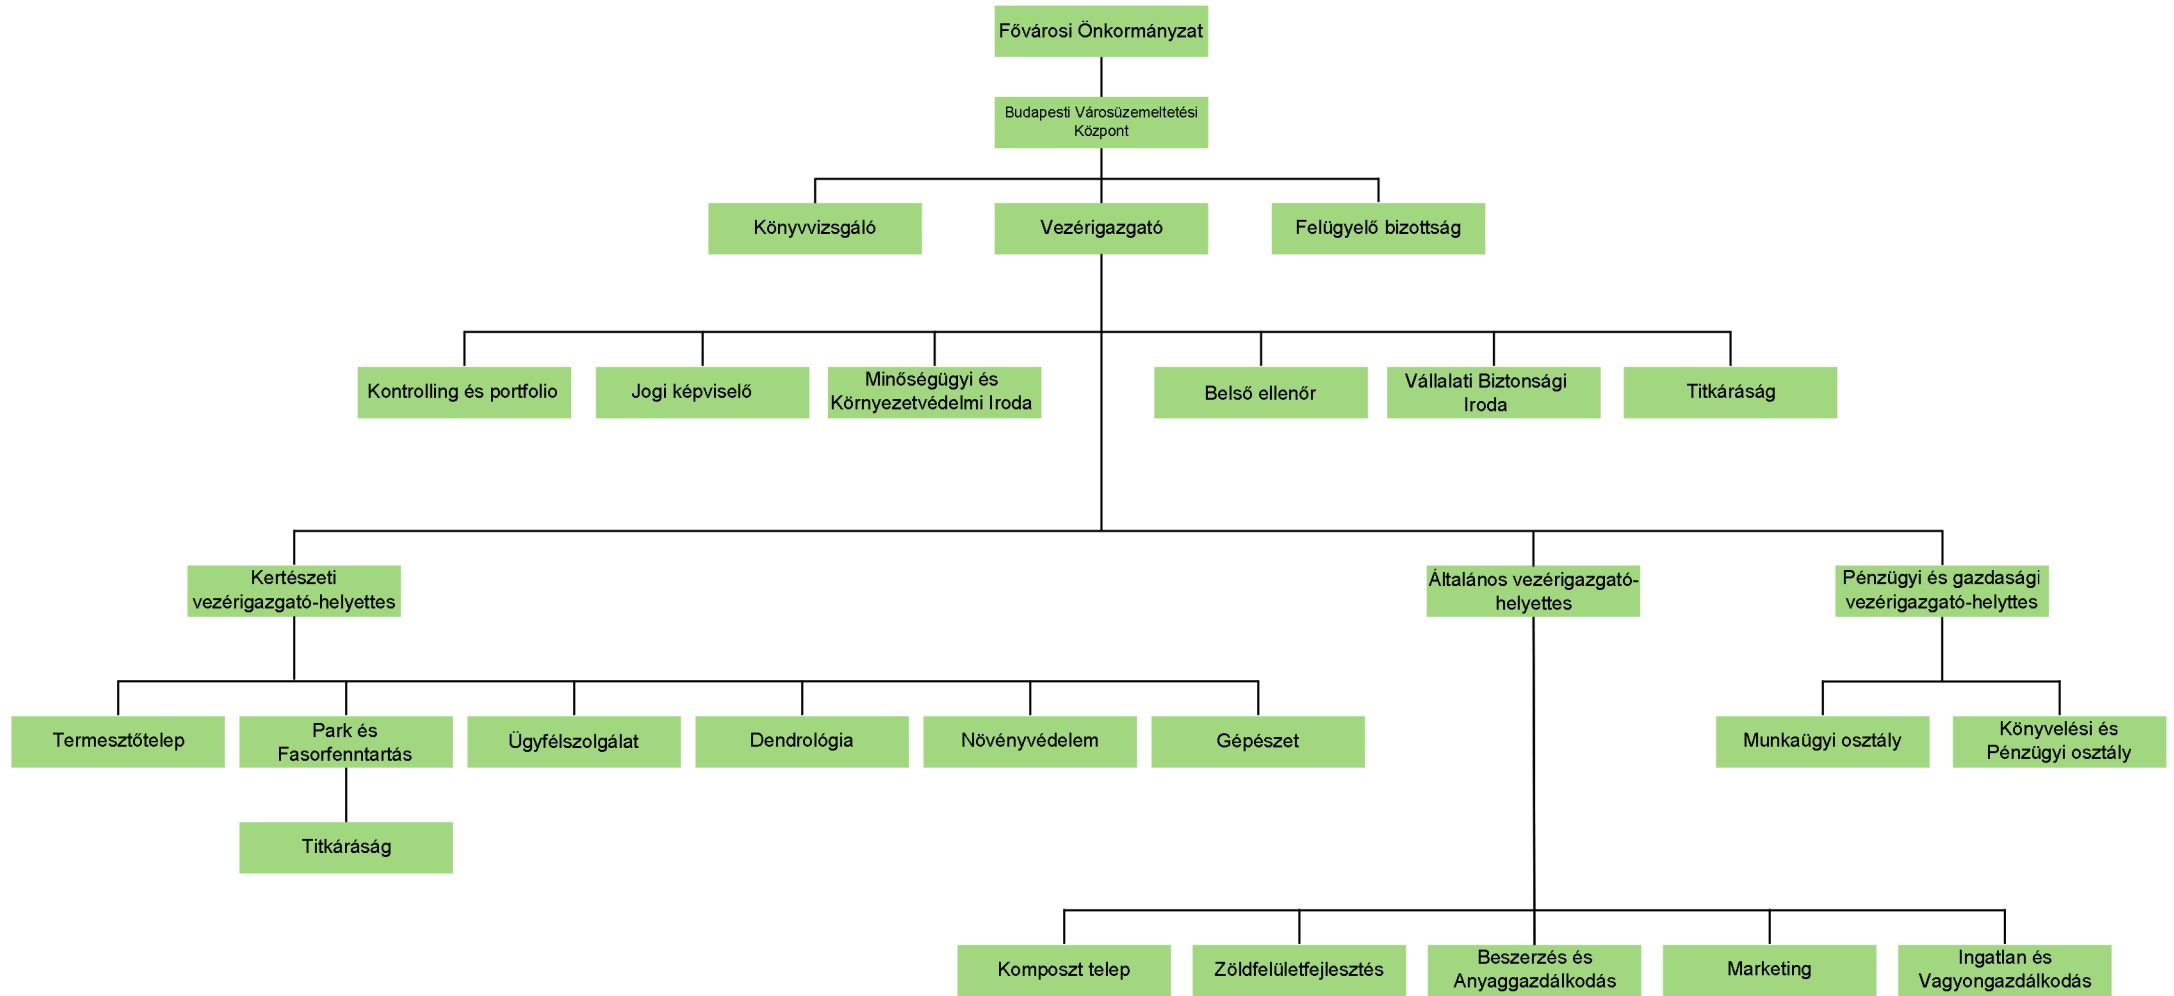 Fővárosi Önkormányzat
Budapesti Városüzemeltetési
Központ
Könyvvizsgáló
Vezérigazgató
Felügyelő bizottság
Kontrolling és portfolio
Jogi képviselő
Minőségügyi és
Környezetvédelmi Iroda
Belső ellenőr
Vállalati Biztonsági
Iroda
Titkáráság
Kertészeti
vezérigazgató-helyettes
Általános vezérigazgató-
helyettes
Pénzügyi és gazdasági
vezérigazgató-helyttes
Termesztőtelep
Park és
Fasorfenntartás
Ügyfélszolgálat
Dendrológia
Növényvédelem
Gépészet
Munkaügyi osztály
Könyvelési és
Pénzügyi osztály
Titkáráság
Komposzt telep
Zöldfelületfejlesztés
Beszerzés és
Anyaggazdálkodás
Marketing
Ingatlan és
Vagyongazdálkodás